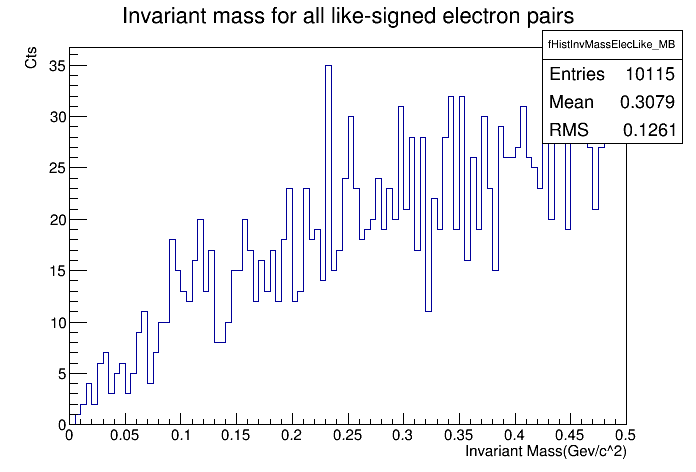 Invariant mass for all like-signed electron pairs
Cts
fHistInvMassElecLike_MB
Entries 10115
Mean 0.3079
RMS 0.1261
35
30
25
20
15
10
5
0
0 0.05 0.1 0.15 0.2 0.25 0.3 0.35 0.4 0.45 0.5
Invariant Mass(Gev/c^2)